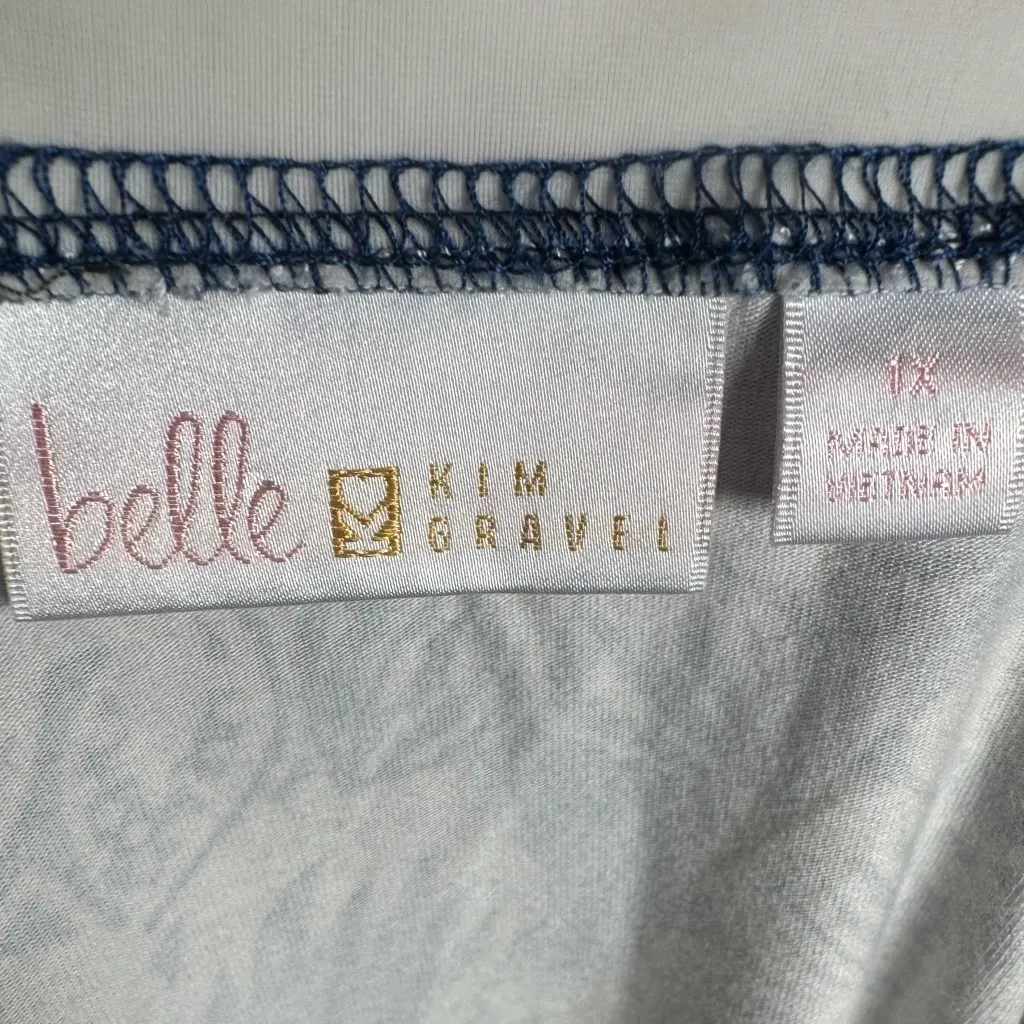 belle
KIM
GRAVEL
1X
MADE IN
VIETNAM